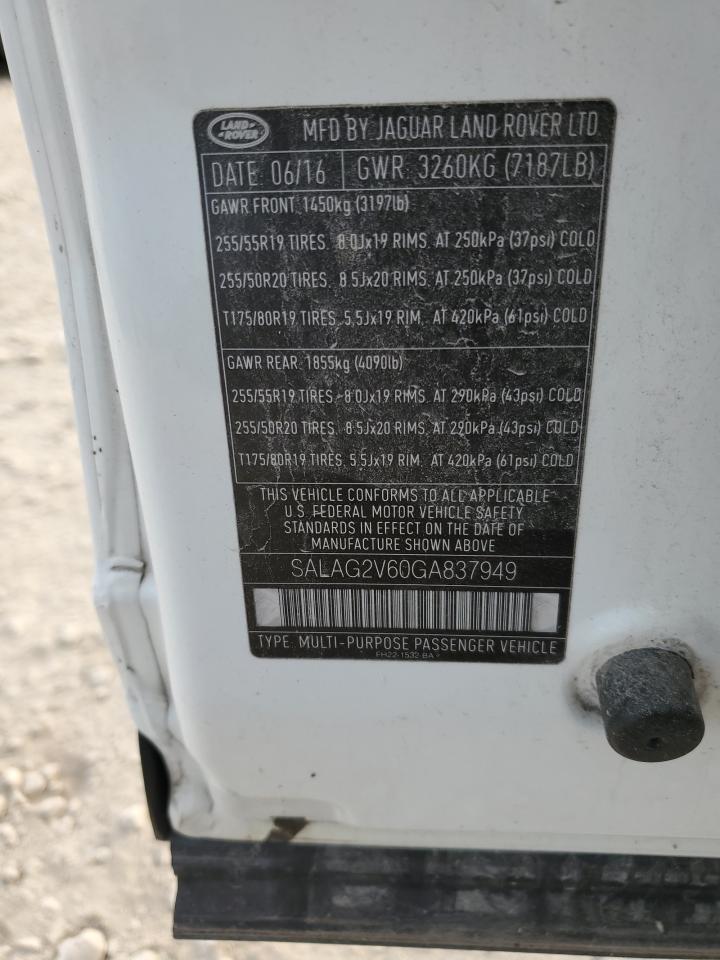 LAND ROVER
MFD BY JAGUAR LAND ROVER LTD
DATE: 06/16 GWR: 3260KG (7187LB)
GAWR FRONT: 1450kg (3197lb)
255/55R19 TIRES, 8.0Jx19 RIMS, AT 250kPa (37psi) COLD
255/50R20 TIRES, 8.5Jx20 RIMS, AT 250kPa (37psi) COLD
T175/80R19 TIRES, 5.5Jx19 RIM, AT 420kPa (61psi) COLD
GAWR REAR: 1855kg (4090lb)
255/55R19 TIRES, 8.0Jx19 RIMS, AT 290kPa (43psi) COLD
255/50R20 TIRES, 8.5Jx20 RIMS, AT 290kPa (43psi) COLD
T175/80R19 TIRES, 5.5Jx19 RIM, AT 420kPa (61psi) COLD
THIS VEHICLE CONFORMS TO ALL APPLICABLE
U.S. FEDERAL MOTOR VEHICLE SAFETY
STANDARDS IN EFFECT ON THE DATE OF
MANUFACTURE SHOWN ABOVE
SALAG2V60GA837949
TYPE: MULTI-PURPOSE PASSENGER VEHICLE
FH22-1532-BA